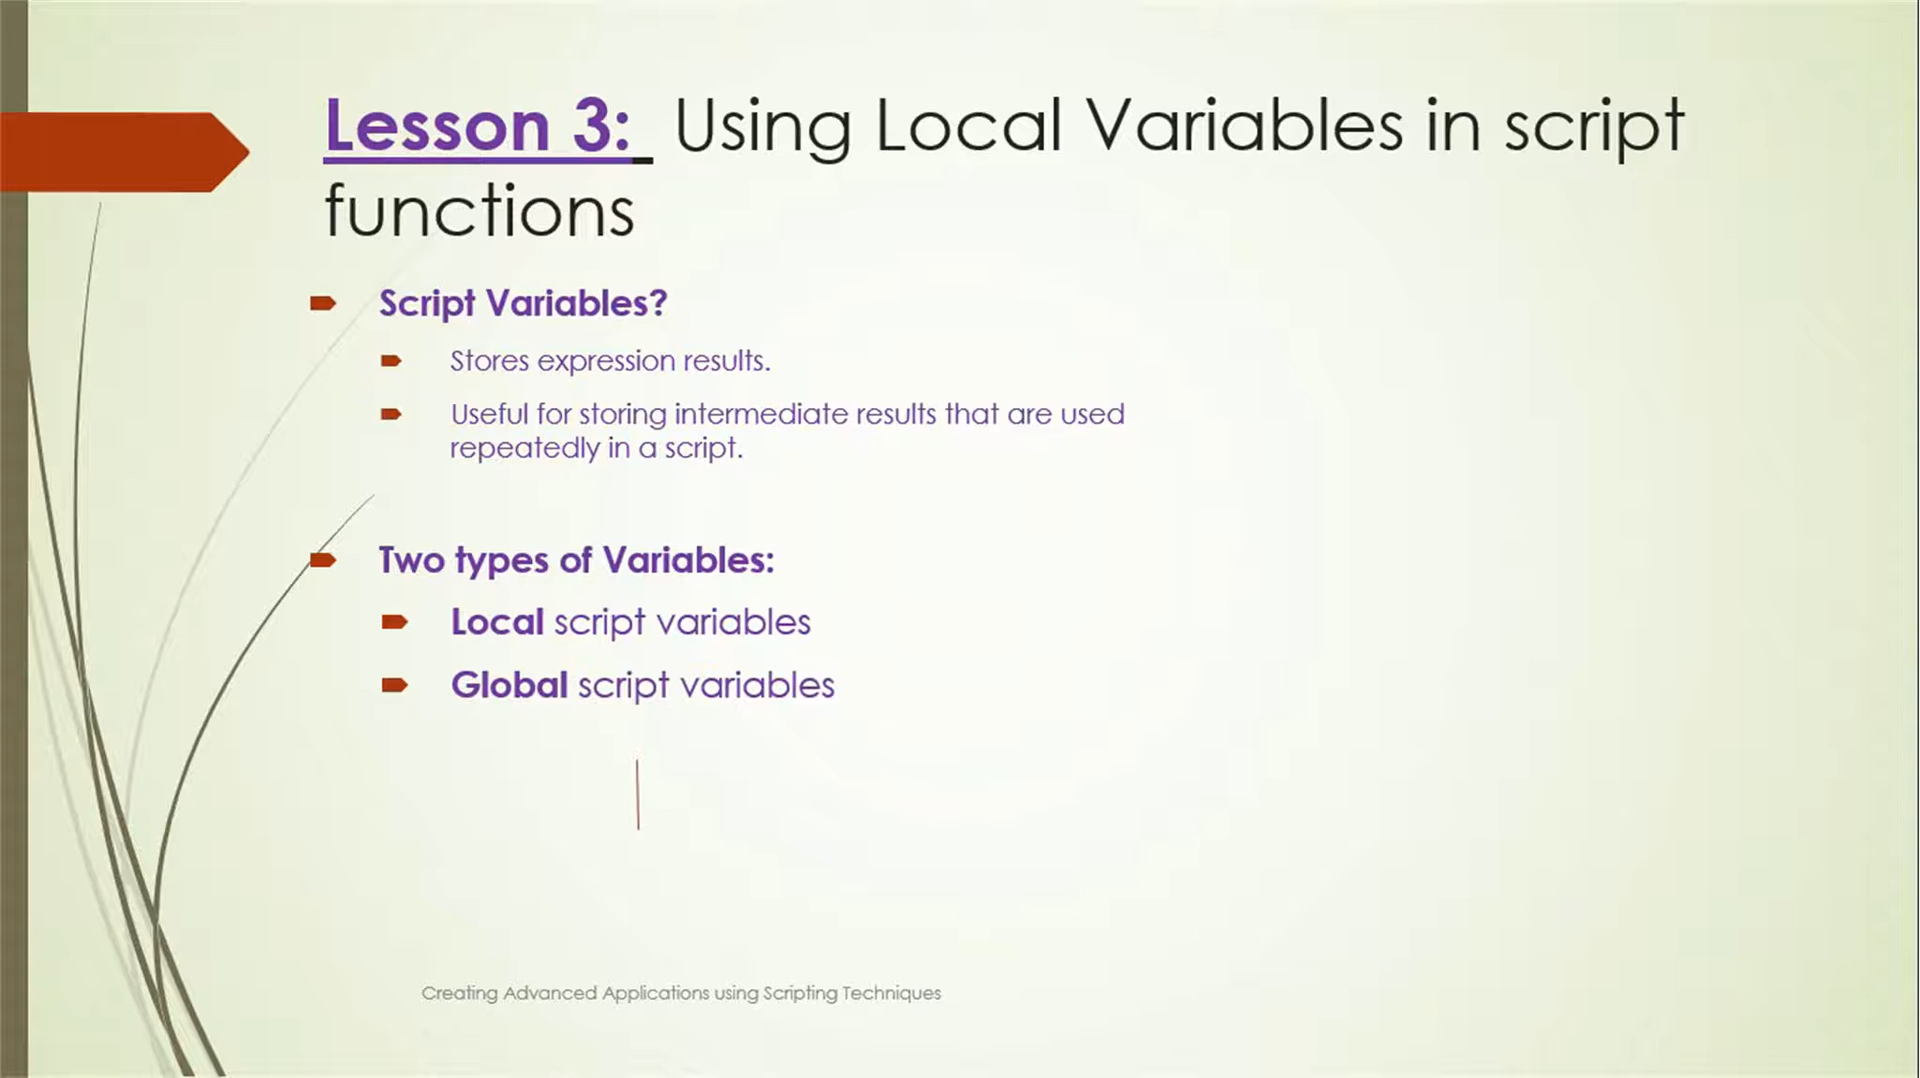 Lesson 3: Using Local Variables in script
functions
Script Variables?
Stores expression results.
Useful for storing intermediate results that are used
repeatedly in a script.
Two types of Variables:
Local script variables
Global script variables
Creating Advanced Applications using Scripting Techniques